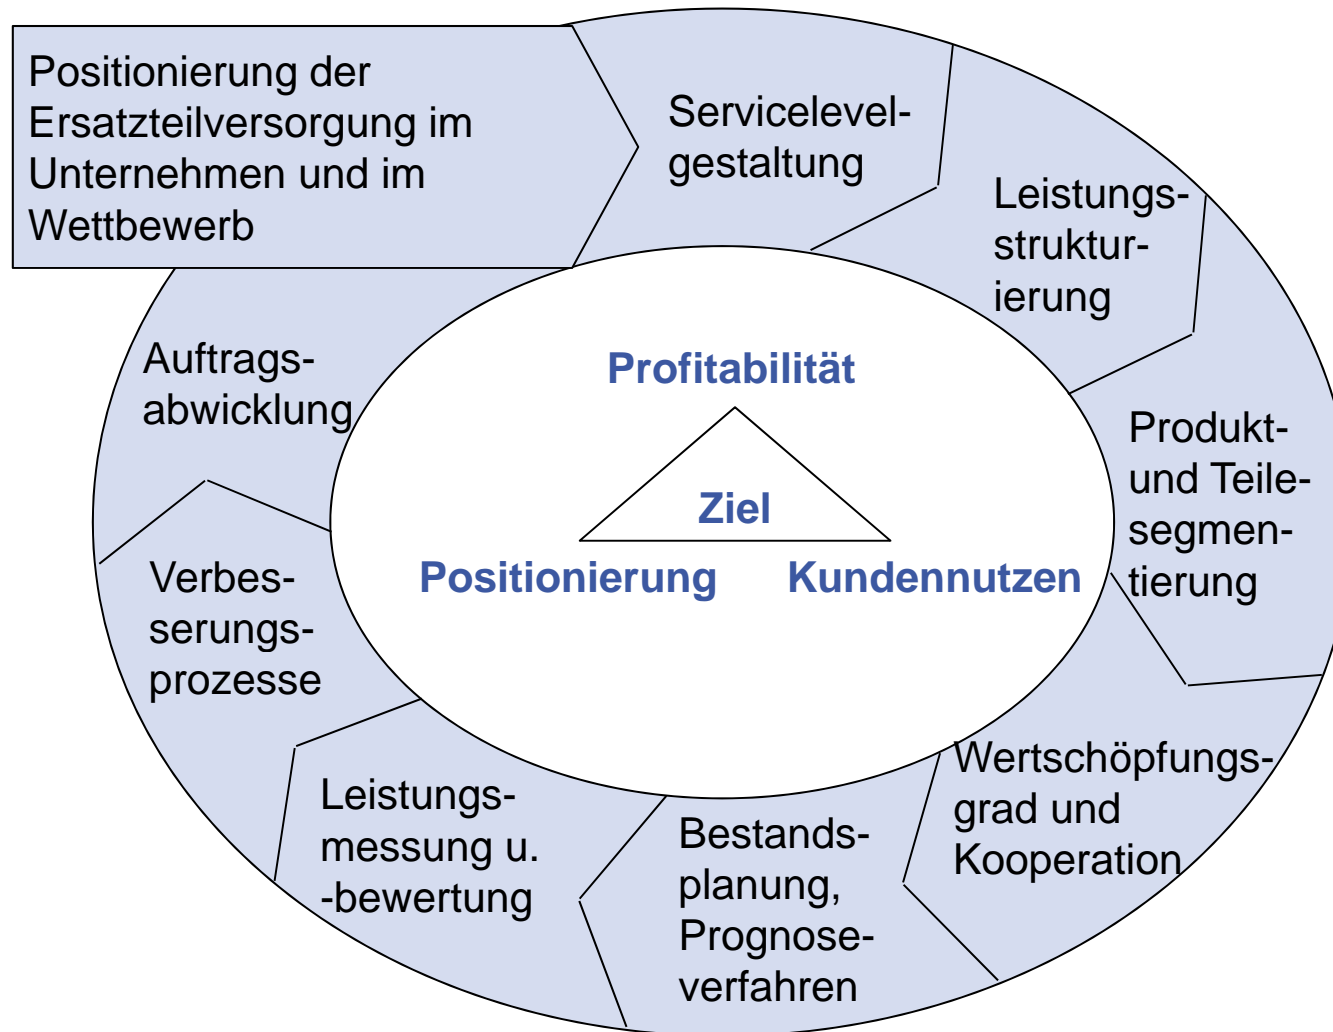 Positionierung der
Ersatzteilversorgung im
Unternehmen und im
Wettbewerb
Servicelevel-
gestaltung
Leistungs-
struktur-
ierung
Produkt-
und Teile-
segmen-
tierung
Wertschöpfungs-
grad und
Kooperation
Bestands-
planung,
Prognose-
verfahren
Leistungs-
messung u.
-bewertung
Verbes-
serungs-
prozesse
Auftrags-
abwicklung
Profitabilität
Ziel
Positionierung
Kundennutzen